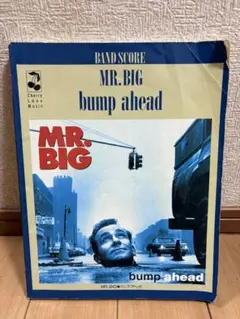 BAND SCORE
MR. BIG
bump ahead
Cherry
Lane
Music
MR.
BIG
bump ahead